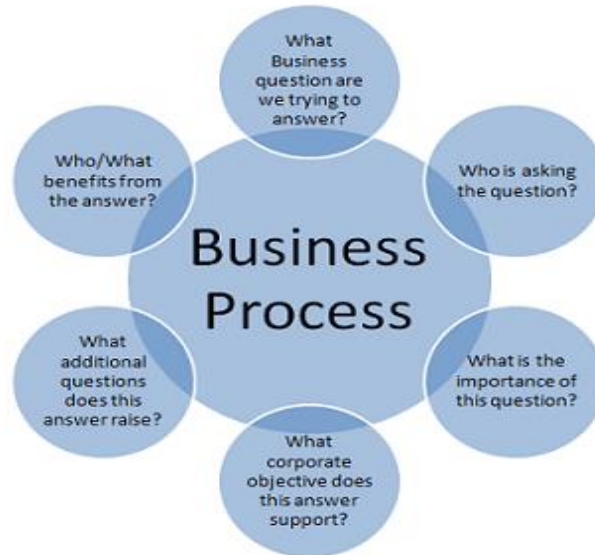 What
Business
question are
we trying to
answer?
Who is asking
the question?
What is the
importance of
this question?
What
corporate
objective does
this answer
support?
What
additional
questions
does this
answer raise?
Who/What
benefits from
the answer?
Business
Process